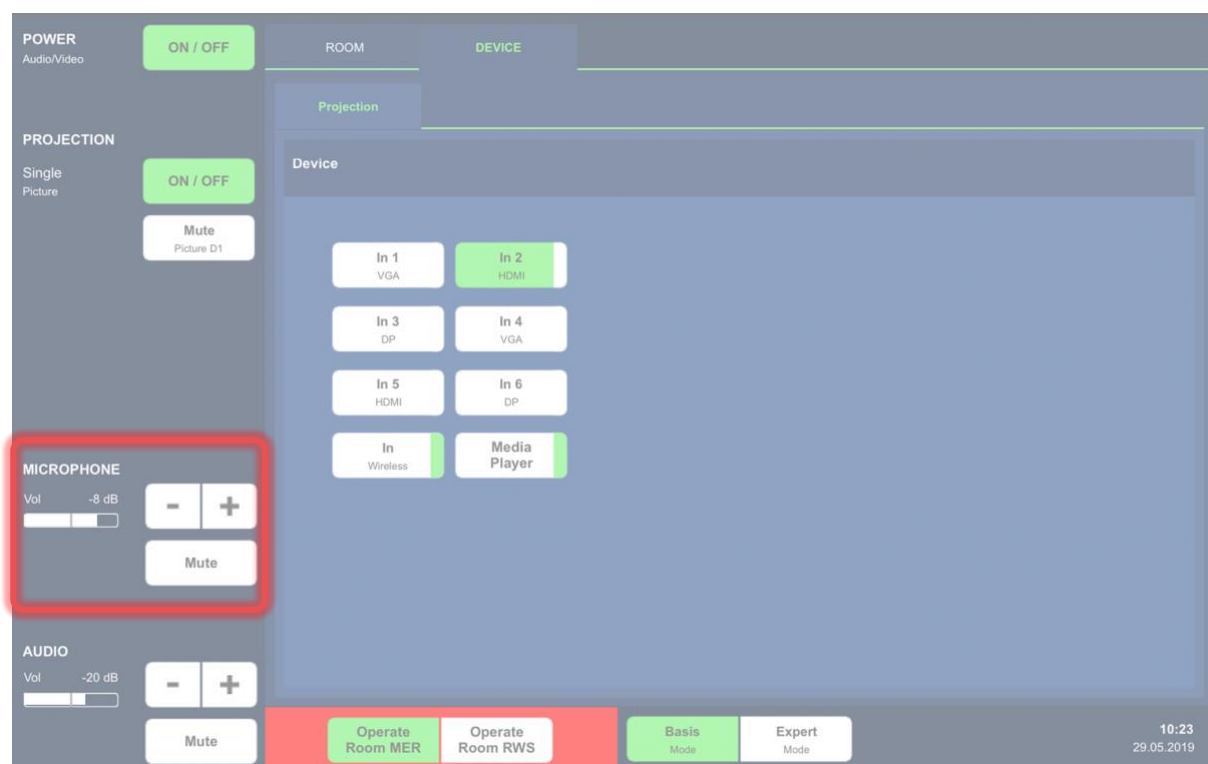 POWER
Audio/Video
ON / OFF
ROOM
DEVICE
Projection
PROJECTION
Single
Picture
ON / OFF
Mute
Picture D1
Device
In 1
VGA
In 2
HDMI
In 3
DP
In 4
VGA
In 5
HDMI
In 6
DP
In
Wireless
Media
Player
MICROPHONE
Vol -8 dB
- +
Mute
AUDIO
Vol -20 dB
- +
Mute
Operate
Room MER
Operate
Room RWS
Basis
Mode
Expert
Mode
10:23
29.05.2019